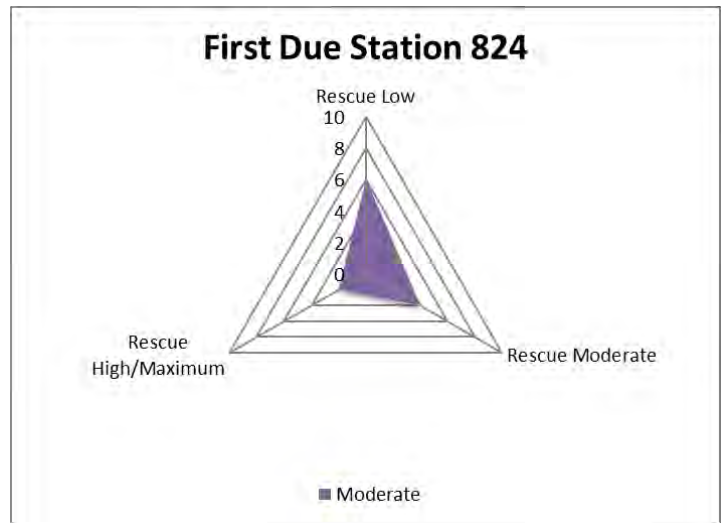 First Due Station 824
Rescue Low
10
8
6
4
2
0
Rescue
High/Maximum
Rescue Moderate
Moderate